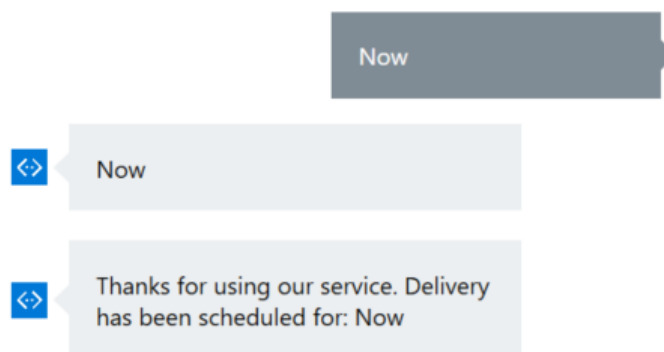 Now
Now
Thanks for using our service. Delivery
has been scheduled for: Now